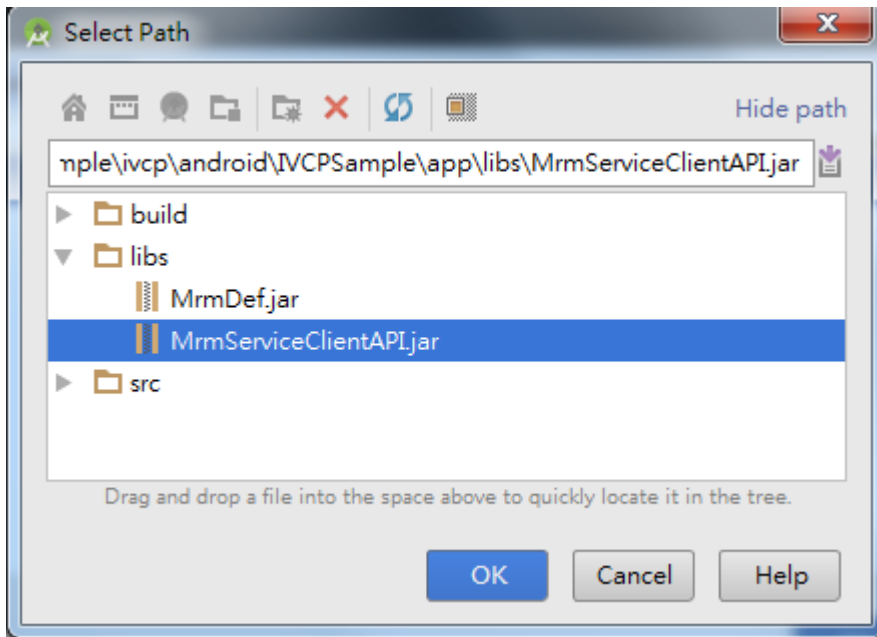 Select Path
Hide path
mple\ivcp\android\IVCPSample\app\libs\MrmServiceClientAPI.jar
build
libs
MrmDef.jar
MrmServiceClientAPI.jar
src
Drag and drop a file into the space above to quickly locate it in the tree.
OK Cancel Help